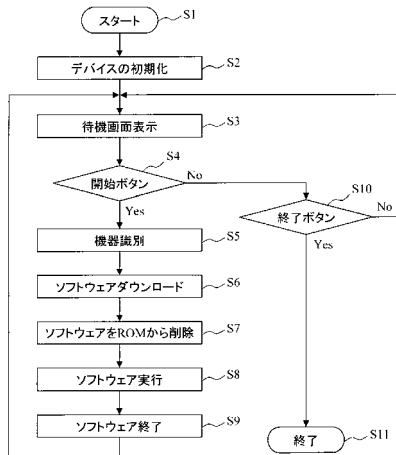 スタート S1
デバイスの初期化 S2
待機画面表示 S3
開始ボタン S4
No
Yes
終了ボタン S10
No
Yes
機器識別 S5
ソフトウェアダウンロード S6
ソフトウェアをROMから削除 S7
ソフトウェア実行 S8
ソフトウェア終了 S9
終了 S11